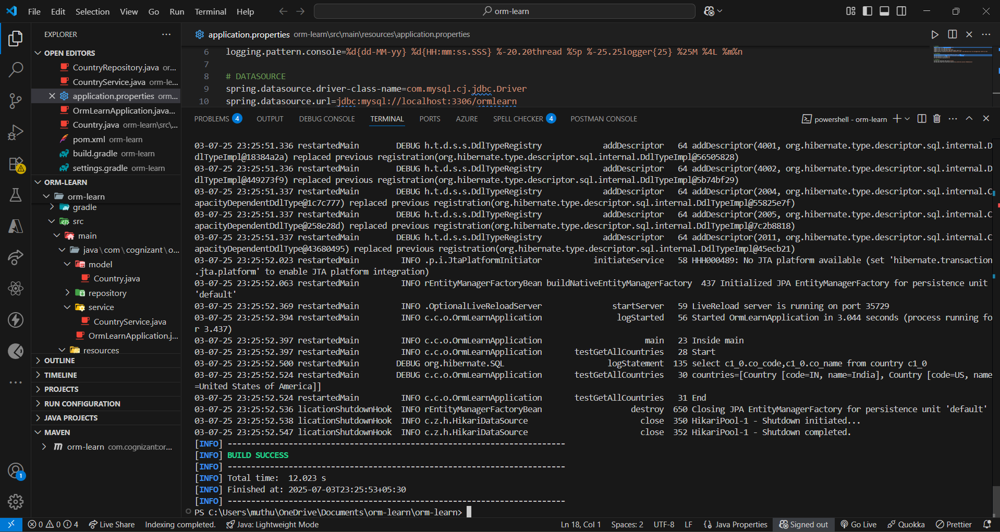 File Edit Selection View Go Run Terminal Help
orm-learn
EXPLORER
OPEN EDITORS
CountryRepository.java or...
CountryService.java orm-le...
application.properties orm...
OrmLearnApplication.java...
Country.java orm-learn\src\...
pom.xml orm-learn
build.gradle orm-learn
settings.gradle orm-learn
ORM-LEARN
orm-learn
gradle
src
main
java\com\cognizant\o...
model
Country.java
repository
service
CountryService.java
OrmLearnApplication.j...
resources
OUTLINE
TIMELINE
PROJECTS
RUN CONFIGURATION
JAVA PROJECTS
MAVEN
orm-learn com.cognizant:or...
1
application.properties orm-learn\src\main\resources\application.properties
6 logging.pattern.console=%d{dd-MM-yy} %d{HH:mm:ss.SSS} %-20.20thread %5p %-25.25logger{25} %25M %4L %m%n
7
8 # DATASOURCE
9 spring.datasource.driver-class-name=com.mysql.cj.jdbc.Driver
10 spring.datasource.url=jdbc:mysql://localhost:3306/ormlearn
PROBLEMS 4 OUTPUT DEBUG CONSOLE TERMINAL PORTS AZURE SPELL CHECKER 4 POSTMAN CONSOLE powershell - orm-learn
03-07-25 23:25:51.336 restartedMain DEBUG h.t.d.s.s.DdlTypeRegistry addDescriptor 64 addDescriptor(4001, org.hibernate.type.descriptor.sql.internal.D
dlTypeImpl@18384a2a) replaced previous registration(org.hibernate.type.descriptor.sql.internal.DdlTypeImpl@56505828)
03-07-25 23:25:51.336 restartedMain DEBUG h.t.d.s.s.DdlTypeRegistry addDescriptor 64 addDescriptor(4002, org.hibernate.type.descriptor.sql.internal.D
dlTypeImpl@449273f9) replaced previous registration(org.hibernate.type.descriptor.sql.internal.DdlTypeImpl@5b74bf29)
03-07-25 23:25:51.337 restartedMain DEBUG h.t.d.s.s.DdlTypeRegistry addDescriptor 64 addDescriptor(2004, org.hibernate.type.descriptor.sql.internal.C
apacityDependentDdlType@1c7c777) replaced previous registration(org.hibernate.type.descriptor.sql.internal.DdlTypeImpl@55825e7f)
03-07-25 23:25:51.337 restartedMain DEBUG h.t.d.s.s.DdlTypeRegistry addDescriptor 64 addDescriptor(2005, org.hibernate.type.descriptor.sql.internal.C
apacityDependentDdlType@258e28d) replaced previous registration(org.hibernate.type.descriptor.sql.internal.DdlTypeImpl@7c2b8818)
03-07-25 23:25:51.337 restartedMain DEBUG h.t.d.s.s.DdlTypeRegistry addDescriptor 64 addDescriptor(2011, org.hibernate.type.descriptor.sql.internal.C
apacityDependentDdlType@43680495) replaced previous registration(org.hibernate.type.descriptor.sql.internal.DdlTypeImpl@45ecb21)
03-07-25 23:25:52.023 restartedMain INFO .p.i.JtaPlatformInitiator initiateService 58 HHH000489: No JTA platform available (set 'hibernate.transaction
.jta.platform' to enable JTA platform integration)
03-07-25 23:25:52.063 restartedMain INFO rEntityManagerFactoryBean buildNativeEntityManagerFactory 437 Initialized JPA EntityManagerFactory for persistence unit
'default'
03-07-25 23:25:52.369 restartedMain INFO .OptionalLiveReloadServer startServer 59 LiveReload server is running on port 35729
03-07-25 23:25:52.394 restartedMain INFO c.c.o.OrmLearnApplication logStarted 56 Started OrmLearnApplication in 3.044 seconds (process running fo
r 3.437)
03-07-25 23:25:52.397 restartedMain INFO c.c.o.OrmLearnApplication main 23 Inside main
03-07-25 23:25:52.397 restartedMain INFO c.c.o.OrmLearnApplication testGetAllCountries 28 Start
03-07-25 23:25:52.500 restartedMain DEBUG org.hibernate.SQL logStatement 135 select c1_0.co_code,c1_0.co_name from country c1_0
03-07-25 23:25:52.524 restartedMain DEBUG c.c.o.OrmLearnApplication testGetAllCountries 30 countries=[Country [code=IN, name=India], Country [code=US, name
=United States of America]]
03-07-25 23:25:52.524 restartedMain INFO c.c.o.OrmLearnApplication testGetAllCountries 31 End
03-07-25 23:25:52.536 licationShutdownHook INFO rEntityManagerFactoryBean destroy 650 Closing JPA EntityManagerFactory for persistence unit 'default'
03-07-25 23:25:52.538 licationShutdownHook INFO c.z.h.HikariDataSource close 350 HikariPool-1 - Shutdown initiated...
03-07-25 23:25:52.547 licationShutdownHook INFO c.z.h.HikariDataSource close 352 HikariPool-1 - Shutdown completed.
[INFO] ------------------------------------------------------------------------
[INFO] BUILD SUCCESS
[INFO] ------------------------------------------------------------------------
[INFO] Total time: 12.023 s
[INFO] Finished at: 2025-07-03T23:25:53+05:30
[INFO] ------------------------------------------------------------------------
PS C:\Users\muthu\OneDrive\Documents\orm-learn\orm-learn>
0 0 4 Live Share Indexing completed. Java: Lightweight Mode Ln 18, Col 1 Spaces: 2 UTF-8 LF Java Properties Signed out Go Live Quokka Prettier